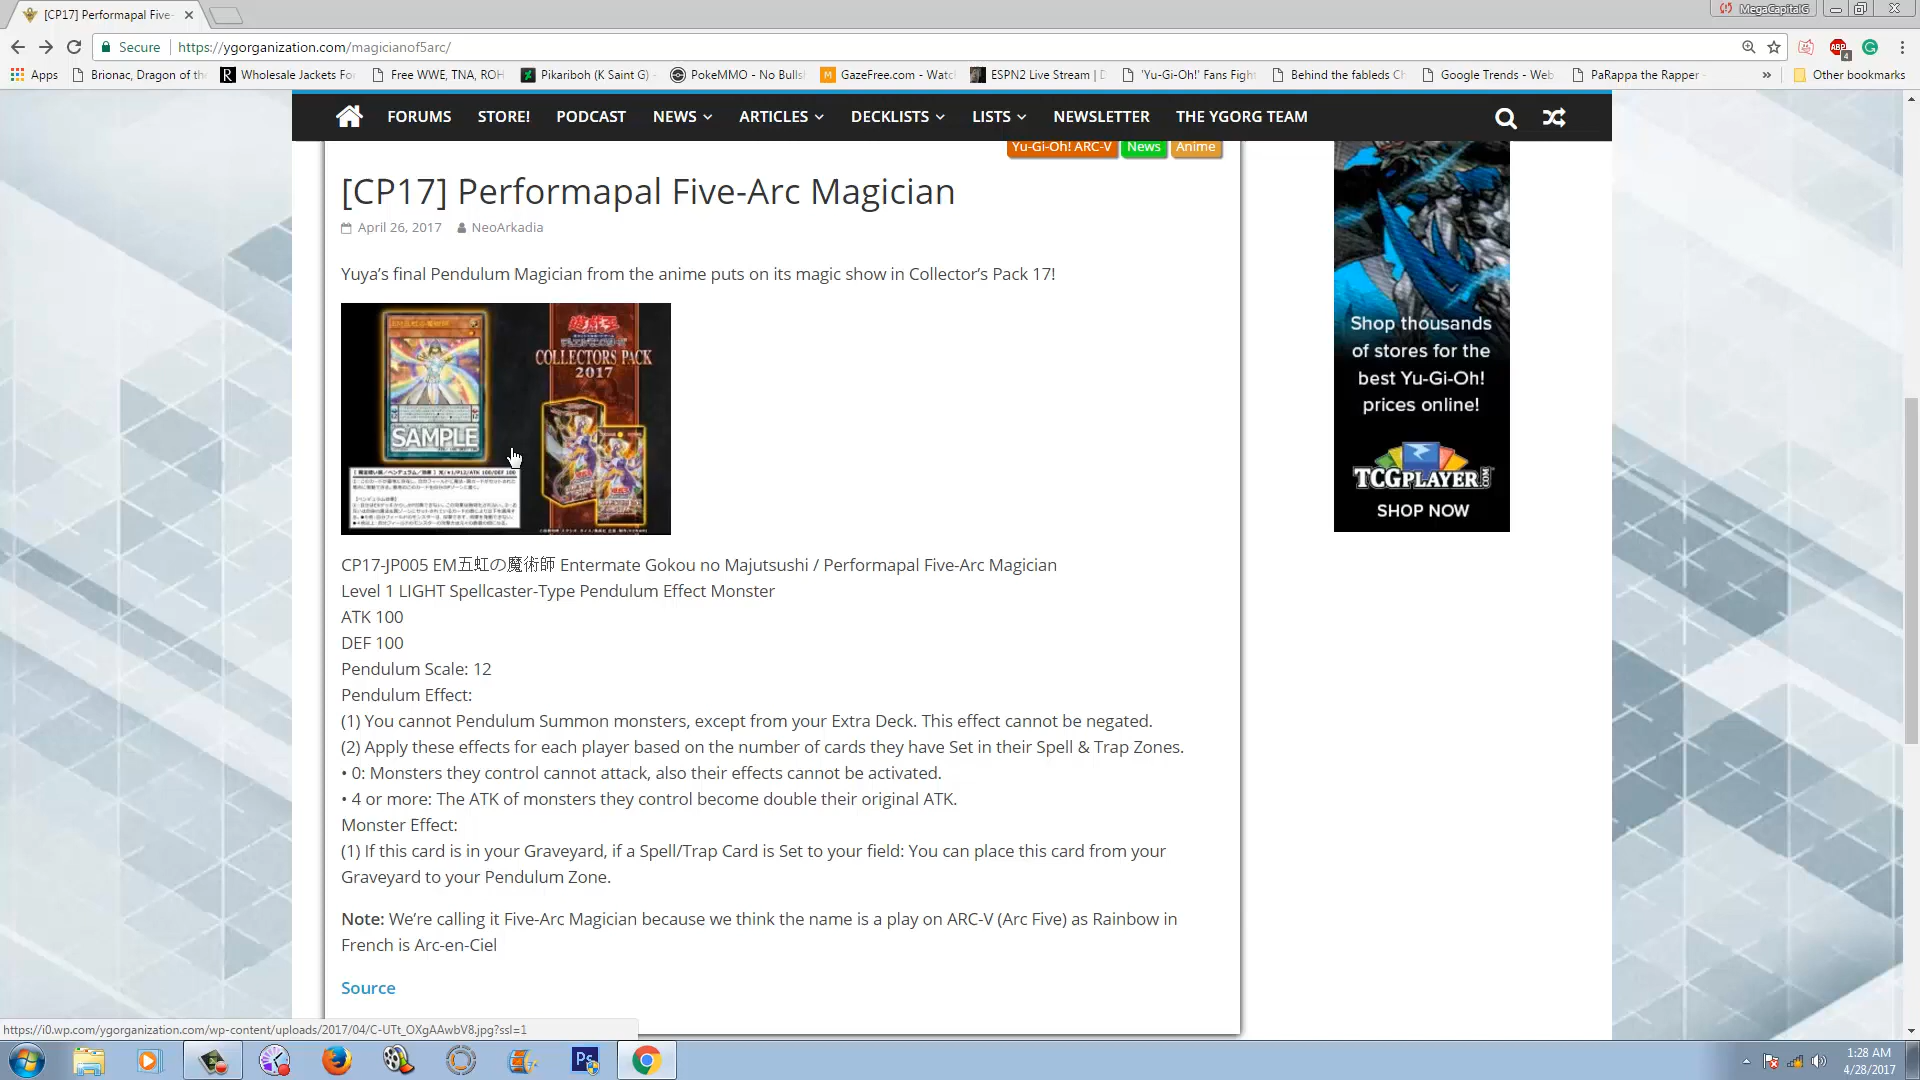 [CP17] Performapal Five-
MegaCapitalG
Secure
https://ygorganization.com/magicianof5arc/
Apps
Brionac, Dragon of the
Wholesale Jackets Fo
Free WWE, TNA, ROH
Pikariboh (K Saint G)
PokeMMO - No Bulls
GazeFree.com - Watc
ESPN2 Live Stream |
'Yu-Gi-Oh!' Fans Figh
Behind the fableds C
Google Trends - Web
PaRappa the Rapper
»
Other bookmarks
FORUMS
STORE!
PODCAST
NEWS
ARTICLES
DECKLISTS
LISTS
NEWSLETTER
THE YGORG TEAM
Yu-Gi-Oh! ARC-V
News
Anime
[CP17] Performapal Five-Arc Magician
April 26, 2017 NeoArkadia
Yuya's final Pendulum Magician from the anime puts on its magic show in Collector's Pack 17!
遊戯王
COLLECTORS PACK
2017
SAMPLE
CP17-JP005 EM五虹の魔術師 Entermate Gokou no Majutsushi / Performapal Five-Arc Magician
Level 1 LIGHT Spellcaster-Type Pendulum Effect Monster
ATK 100
DEF 100
Pendulum Scale: 12
Pendulum Effect:
(1) You cannot Pendulum Summon monsters, except from your Extra Deck. This effect cannot be negated.
(2) Apply these effects for each player based on the number of cards they have Set in their Spell & Trap Zones.
• 0: Monsters they control cannot attack, also their effects cannot be activated.
• 4 or more: The ATK of monsters they control become double their original ATK.
Monster Effect:
(1) If this card is in your Graveyard, if a Spell/Trap Card is Set to your field: You can place this card from your
Graveyard to your Pendulum Zone.
Note: We're calling it Five-Arc Magician because we think the name is a play on ARC-V (Arc Five) as Rainbow in
French is Arc-en-Ciel
Source
Shop thousands
of stores for the
best Yu-Gi-Oh!
prices online!
TCGPLAYER.com
SHOP NOW
https://i0.wp.com/ygorganization.com/wp-content/uploads/2017/04/C-UTt_OXgAAwbV8.jpg?ssl=1
Ps
1:28 AM
4/28/2017